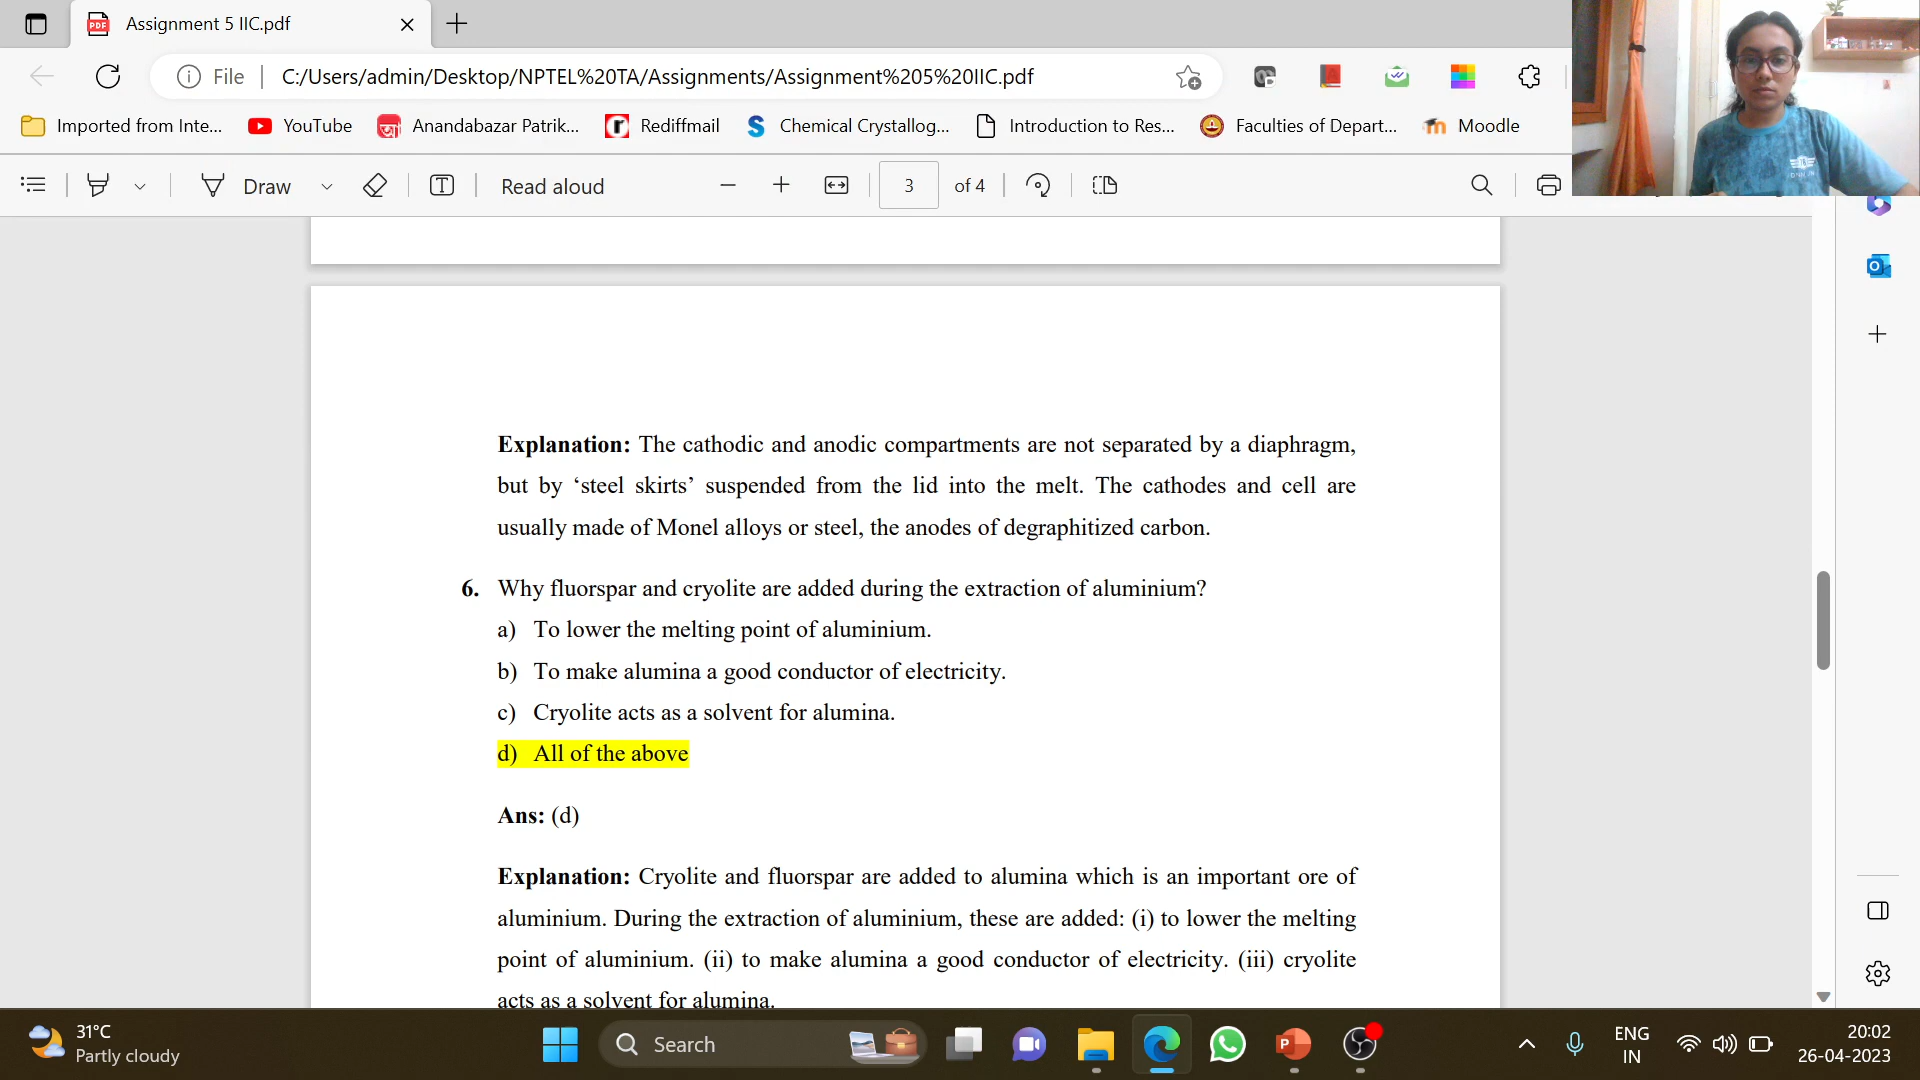 Assignment 5 IIC.pdf
File
C:/Users/admin/Desktop/NPTEL%20TA/Assignments/Assignment%205%20IIC.pdf
Imported from Inte...
YouTube
Anandabazar Patrik...
Rediffmail
Chemical Crystallog...
Introduction to Res...
Faculties of Depart...
Moodle
Draw
Read aloud
3
of 4
Explanation: The cathodic and anodic compartments are not separated by a diaphragm,
but by ‘steel skirts’ suspended from the lid into the melt. The cathodes and cell are
usually made of Monel alloys or steel, the anodes of degraphitized carbon.
6. Why fluorspar and cryolite are added during the extraction of aluminium?
a) To lower the melting point of aluminium.
b) To make alumina a good conductor of electricity.
c) Cryolite acts as a solvent for alumina.
d) All of the above
Ans: (d)
Explanation: Cryolite and fluorspar are added to alumina which is an important ore of
aluminium. During the extraction of aluminium, these are added: (i) to lower the melting
point of aluminium. (ii) to make alumina a good conductor of electricity. (iii) cryolite
acts as a solvent for alumina.
31°C
Partly cloudy
Search
ENG
IN
20:02
26-04-2023